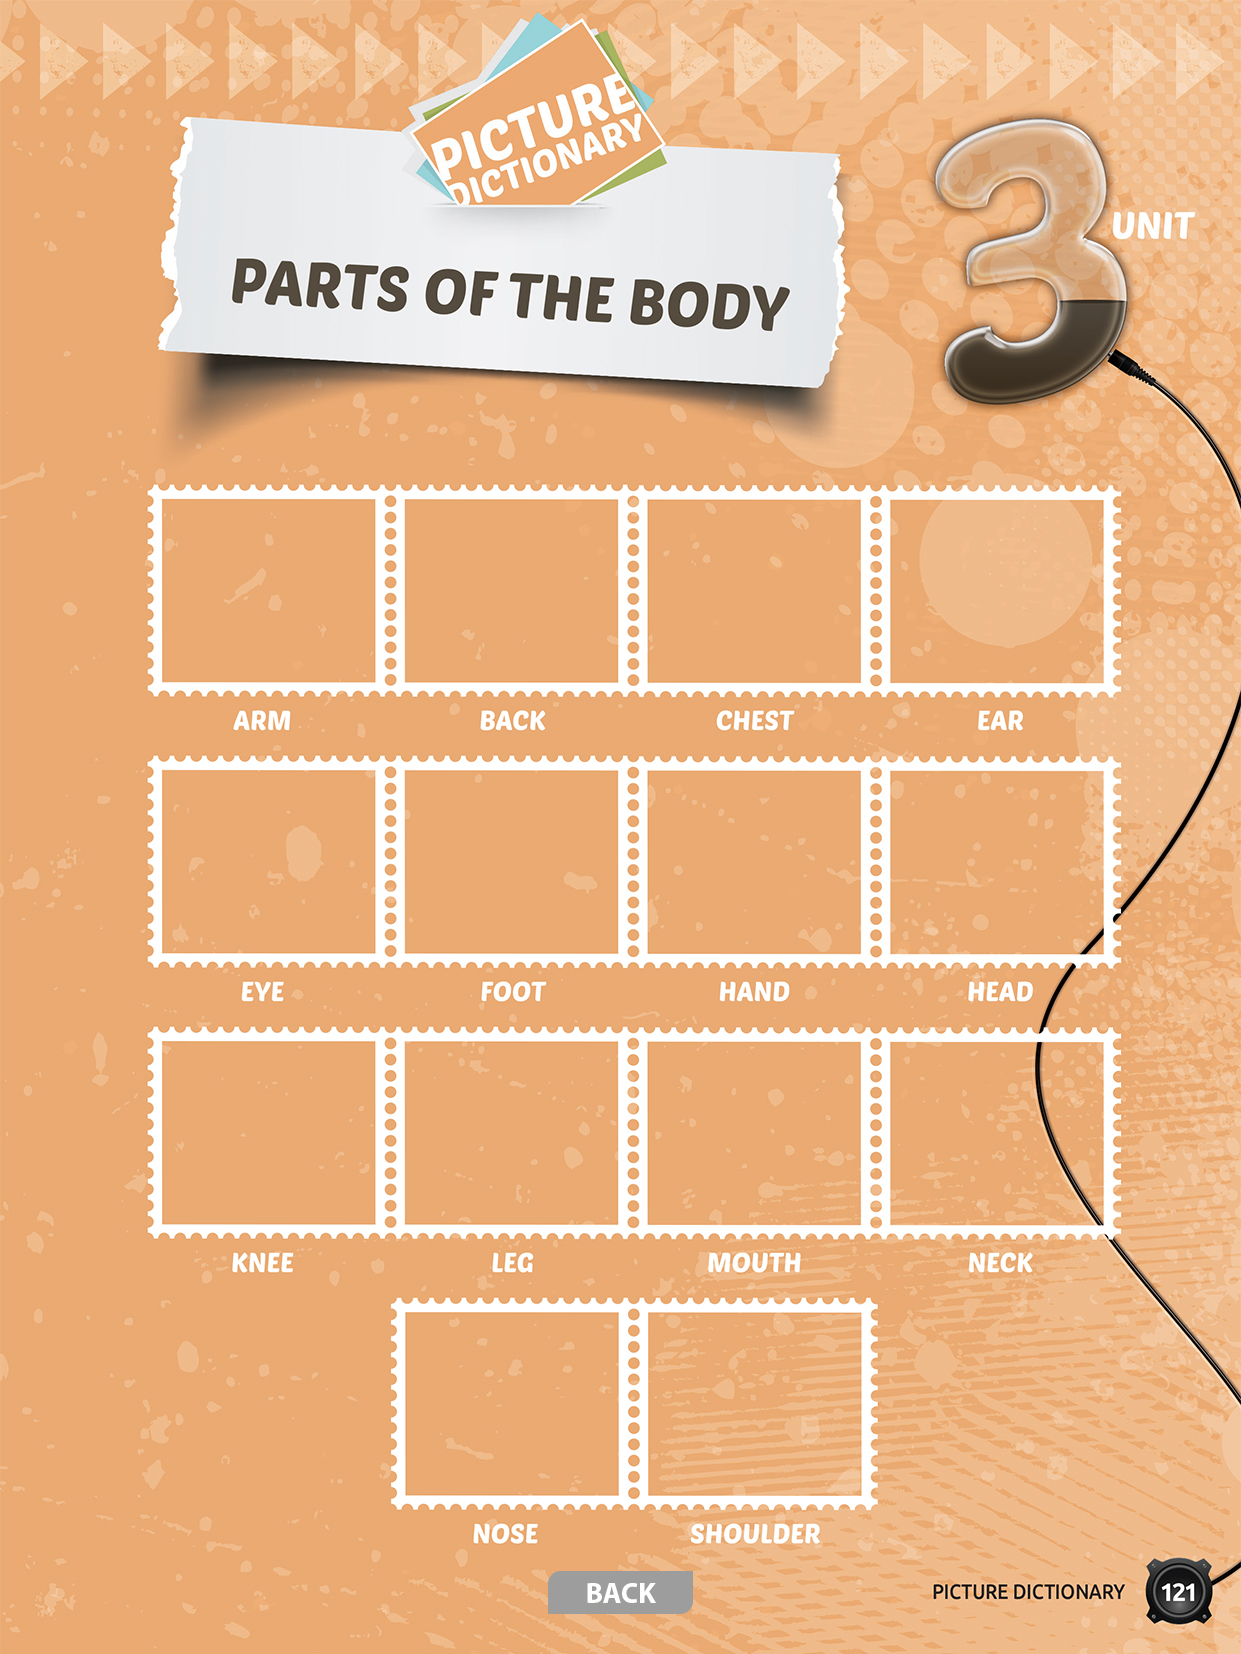 PICTURE
DICTIONARY
PARTS OF THE BODY
3
UNIT
ARM BACK CHEST EAR
EYE FOOT HAND HEAD
KNEE LEG MOUTH NECK
NOSE SHOULDER
BACK
PICTURE DICTIONARY 121